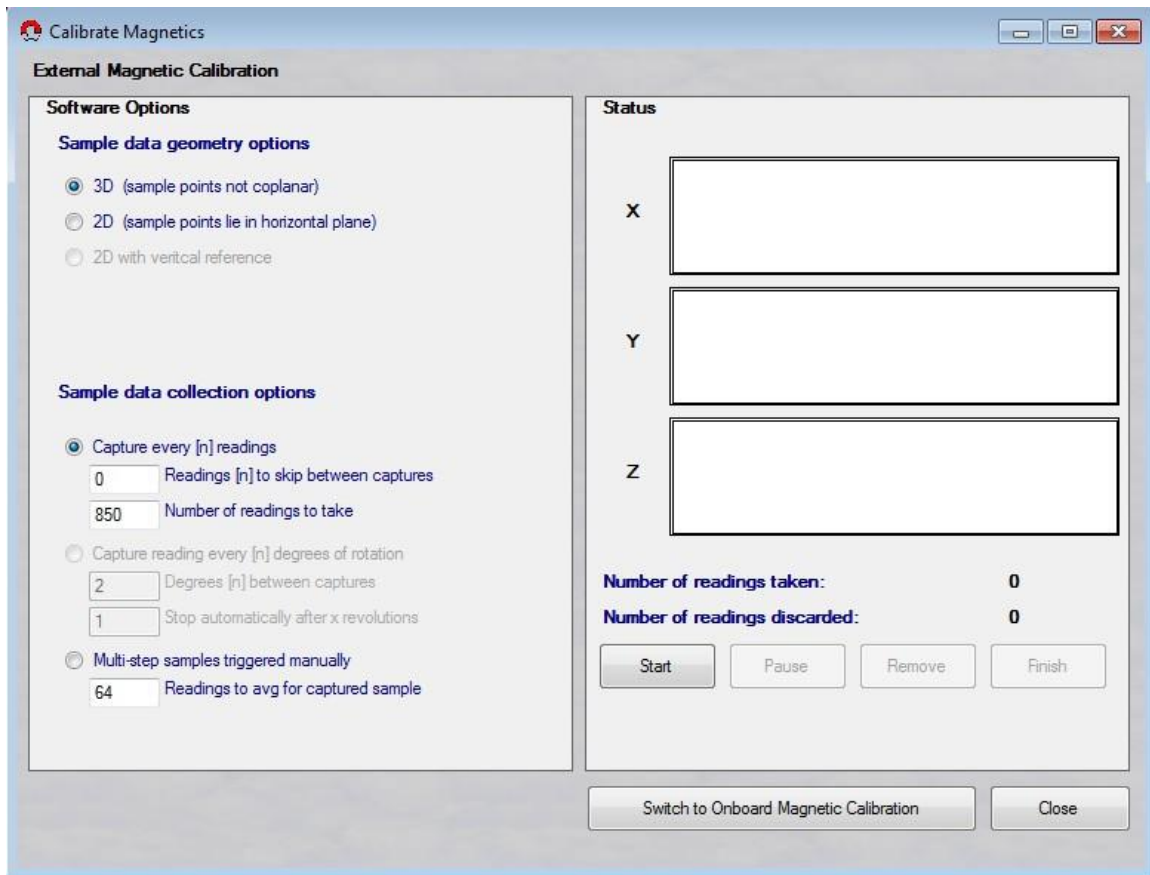 Calibrate Magnetics
External Magnetic Calibration
Software Options
Sample data geometry options
3D (sample points not coplanar)
2D (sample points lie in horizontal plane)
2D with veritcal reference
Sample data collection options
Capture every [n] readings
0 Readings [n] to skip between captures
850 Number of readings to take
Capture reading every [n] degrees of rotation
2 Degrees [n] between captures
1 Stop automatically after x revolutions
Multi-step samples triggered manually
64 Readings to avg for captured sample
Status
X
Y
Z
Number of readings taken: 0
Number of readings discarded: 0
Start Pause Remove Finish
Switch to Onboard Magnetic Calibration Close